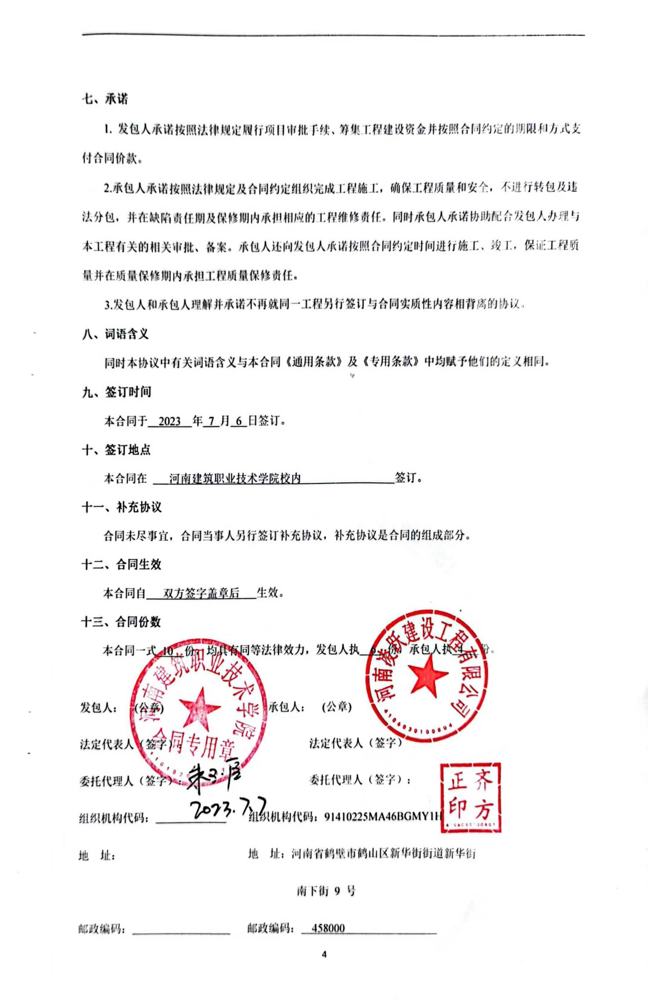 七、承诺
1. 发包人承诺按照法律规定履行项目审批手续、筹集工程建设资金并按照合同约定的期限和方式支
付合同价款。
2.承包人承诺按照法律规定及合同约定组织完成工程施工，确保工程质量和安全，不进行转包及违
法分包，并在缺陷责任期及保修期内承担相应的工程维修责任。同时承包人承诺协助配合发包人办理与
本工程有关的相关审批、备案。承包人还向发包人承诺按照合同约定时间进行施工、竣工，保证工程质
量并在质量保修期内承担工程质量保修责任。
3.发包人和承包人理解并承诺不再就同一工程另行签订与合同实质性内容相背离的协议。
八、词语含义
同时本协议中有关词语含义与本合同《通用条款》及《专用条款》中均赋予他们的定义相同。
九、签订时间
本合同于 2023 年 7 月 6 日签订。
十、签订地点
本合同在 河南建筑职业技术学院校内 签订。
十一、补充协议
合同未尽事宜，合同当事人另行签订补充协议，补充协议是合同的组成部分。
十二、合同生效
本合同自 双方签字盖章后 生效。
十三、合同份数
本合同一式 10 份，均具有同等法律效力，发包人执 6 份，承包人执 4 份。
河南建筑职业技术学院
合同专用章
河南 跃建设工程有限公司
4106030100804
发包人： (公章) 承包人： (公章)
法定代表人（签字）： 法定代表人（签字）
委托代理人（签字）： 委托代理人（签字）：
2023.7.7
齐方正印
组织机构代码： 组织机构代码：91410225MA46BGMY1H
地 址： 地 址：河南省鹤壁市鹤山区新华街街道新华街
南下街 9 号
邮政编码： 邮政编码： 458000
4